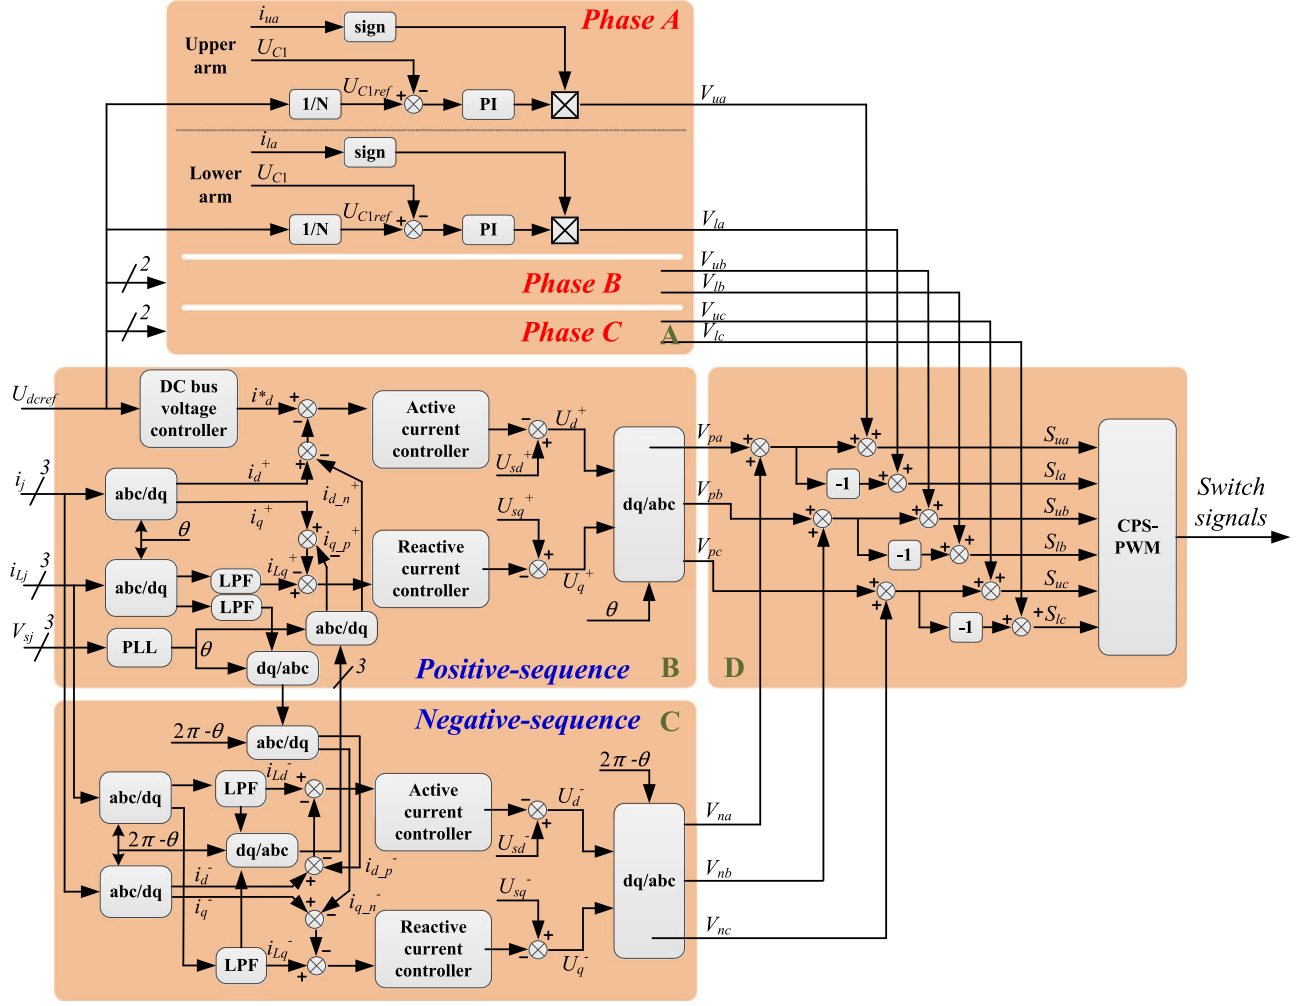 Phase A
i_ua
sign
Upper arm
U_C1
1/N
U_C1ref
+
−
PI
V_ua
i_la
sign
Lower arm
U_C1
1/N
U_C1ref
+
−
PI
V_la
2
Phase B
V_ub
V_lb
2
Phase C
A
V_uc
V_lc
U_dcref
DC bus voltage controller
i*_d
+
−
Active current controller
−
+
U_d^+
U_sd^+
i_j
3
abc/dq
i_d^+
+
−
i_d_n^+
i_q^+
+
−
i_q_p^+
θ
U_sq^+
+
−
U_q^+
dq/abc
θ
i_Lj
3
abc/dq
LPF
LPF
i_Lq^+
−
+
Reactive current controller
V_sj
3
PLL
θ
abc/dq
dq/abc
3
Positive-sequence
B
V_pa
V_pb
V_pc
+
+
+
+
-1
+
+
+
+
+
+
-1
+
+
+
+
+
+
-1
+
+
S_ua
S_la
S_ub
S_lb
S_uc
S_lc
CPS-PWM
Switch signals
D
Negative-sequence
C
2π-θ
abc/dq
abc/dq
LPF
i_Ld^-
+
−
Active current controller
−
+
U_d^-
U_sd^-
2π-θ
dq/abc
2π-θ
dq/abc
abc/dq
i_d^-
−
+
i_d_p^-
i_q^-
+
−
i_q_n^-
U_sq^-
+
−
U_q^-
LPF
i_Lq^-
−
+
Reactive current controller
V_na
V_nb
V_nc